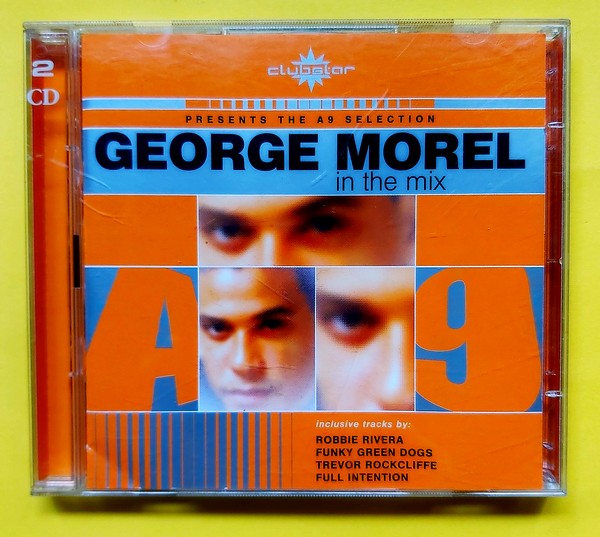 2
CD
clubstar
PRESENTS THE A9 SELECTION
GEORGE MOREL
in the mix
A9
inclusive tracks by:
ROBBIE RIVERA
FUNKY GREEN DOGS
TREVOR ROCKCLIFFE
FULL INTENTION